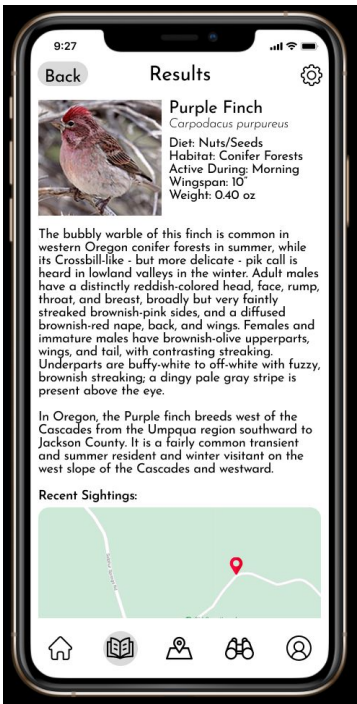 9:27
Back
Results
Purple Finch
Carpodacus purpureus
Diet: Nuts/Seeds
Habitat: Conifer Forests
Active During: Morning
Wingspan: 10"
Weight: 0.40 oz
The bubbly warble of this finch is common in
western Oregon conifer forests in summer, while
its Crossbill-like - but more delicate - pik call is
heard in lowland valleys in the winter. Adult males
have a distinctly reddish-colored head, face, rump,
throat, and breast, broadly but very faintly
streaked brownish-pink sides, and a diffused
brownish-red nape, back, and wings. Females and
immature males have brownish-olive upperparts,
wings, and tail, with contrasting streaking.
Underparts are buffy-white to off-white with fuzzy,
brownish streaking; a dingy pale gray stripe is
present above the eye.
In Oregon, the Purple finch breeds west of the
Cascades from the Umpqua region southward to
Jackson County. It is a fairly common transient
and summer resident and winter visitant on the
west slope of the Cascades and westward.
Recent Sightings: